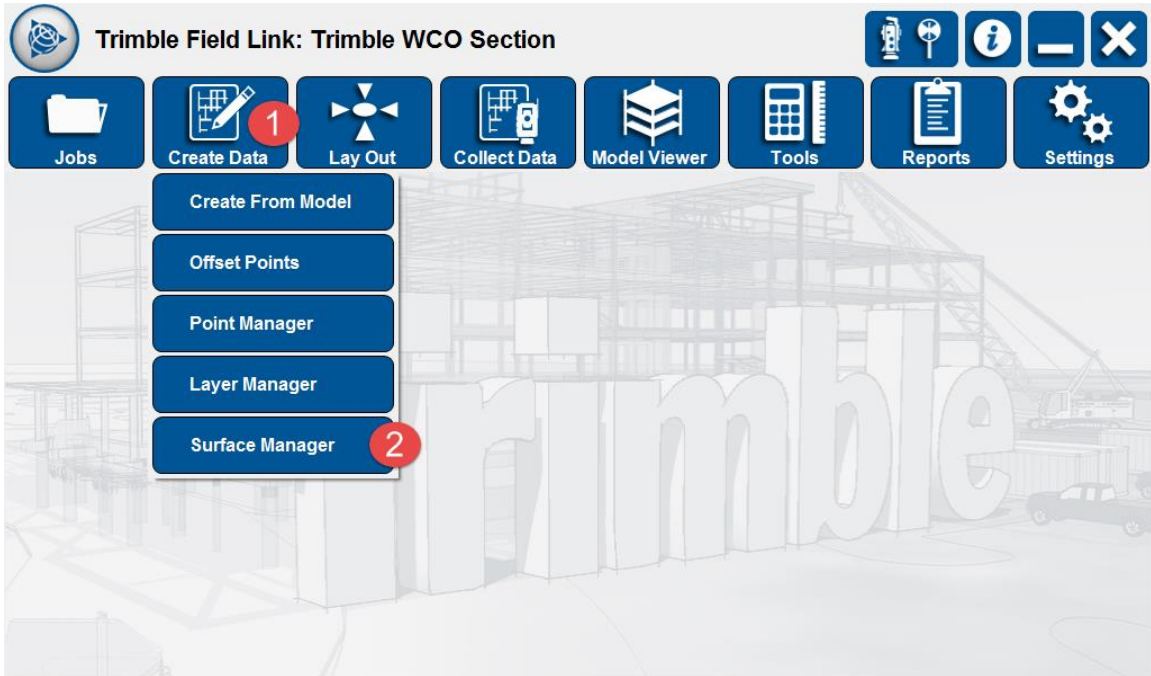 Trimble Field Link: Trimble WCO Section
Jobs
Create Data
1
Lay Out
Collect Data
Model Viewer
Tools
Reports
Settings
Create From Model
Offset Points
Point Manager
Layer Manager
Surface Manager
2
Trimble